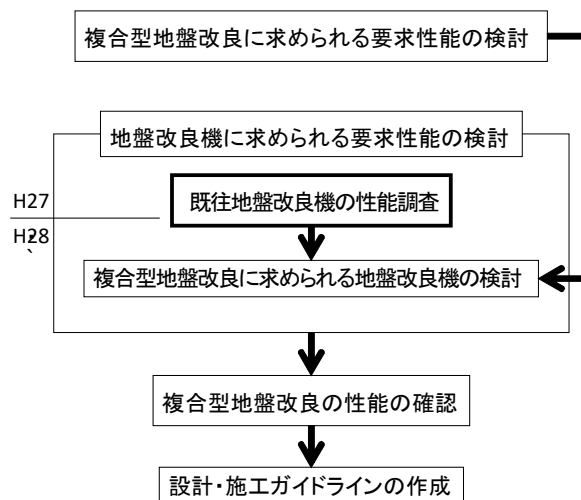 複合型地盤改良に求められる要求性能の検討
地盤改良機に求められる要求性能の検討
既往地盤改良機の性能調査
H27
H28
複合型地盤改良に求められる地盤改良機の検討
複合型地盤改良の性能の確認
設計・施工ガイドラインの作成